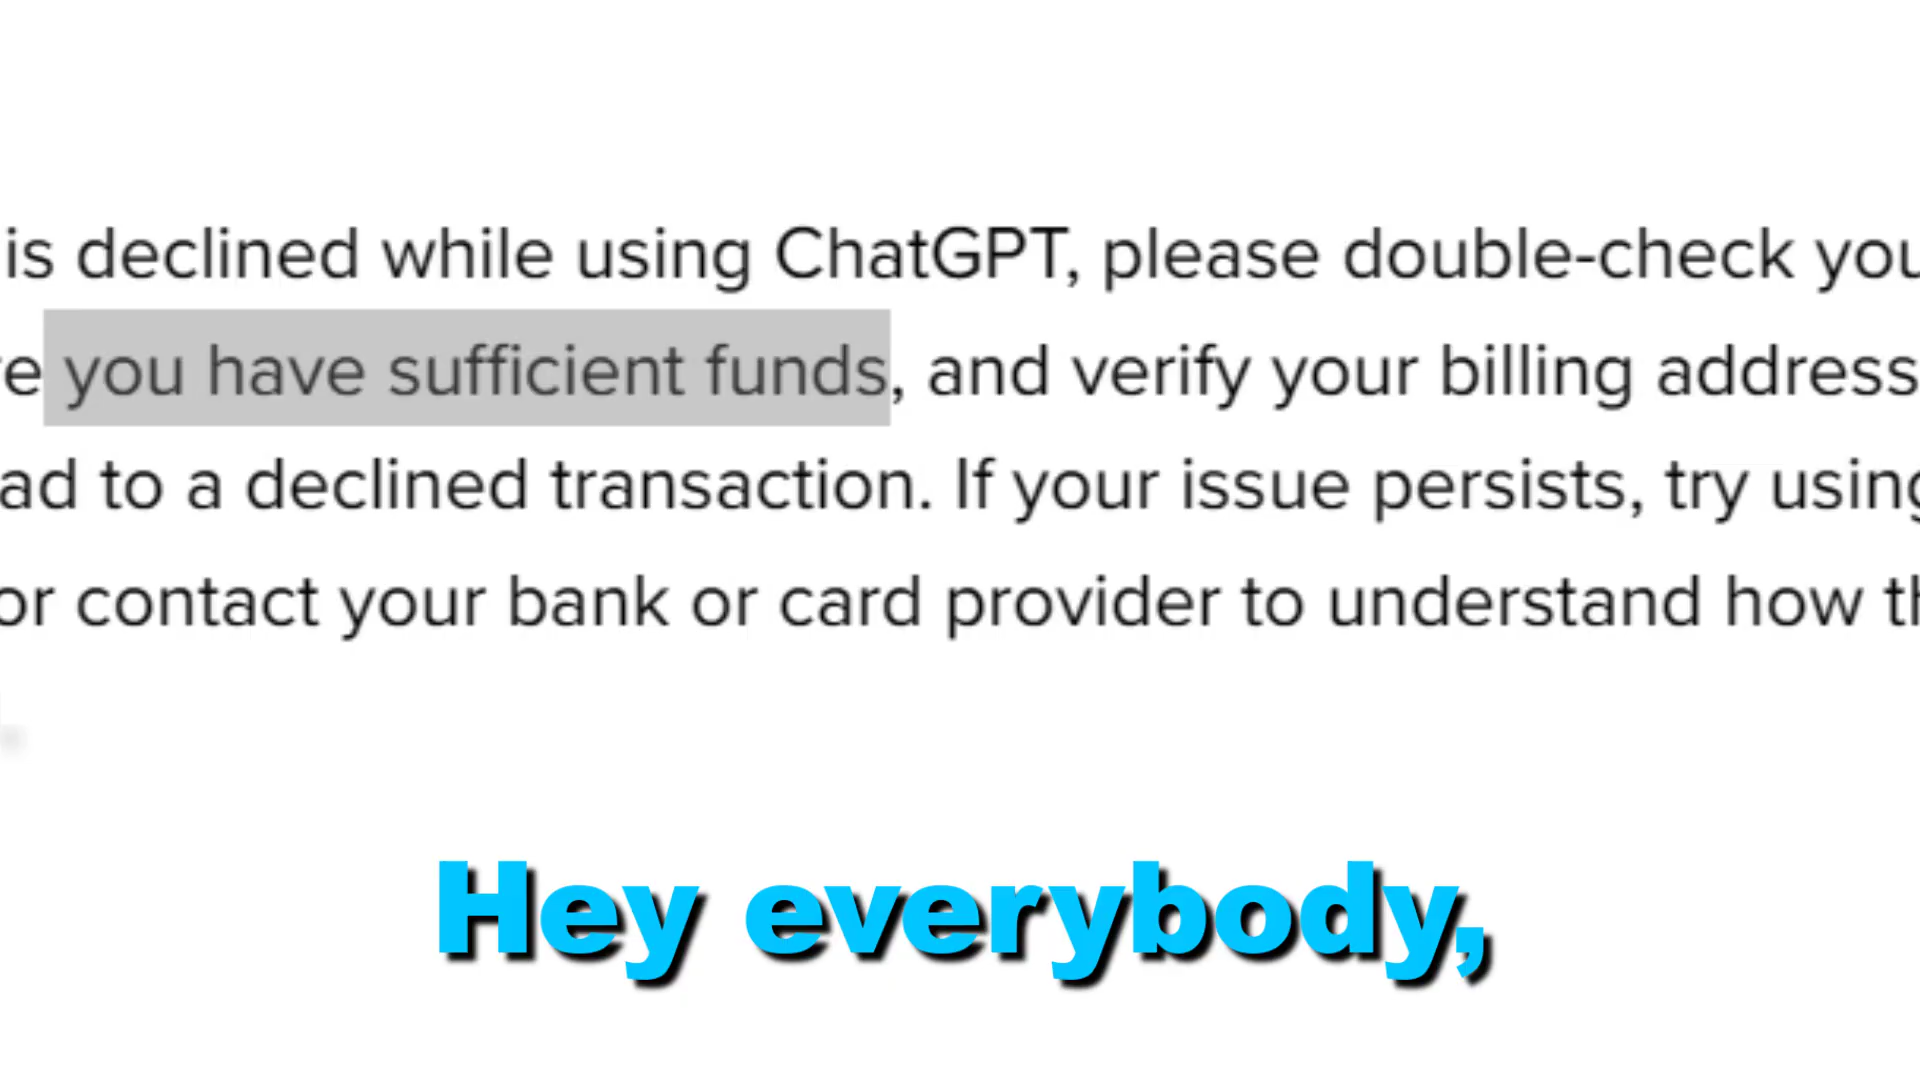 is declined while using ChatGPT, please double-check you
you have sufficient funds, and verify your billing address
to a declined transaction. If your issue persists, try using
or contact your bank or card provider to understand how
Hey everybody,